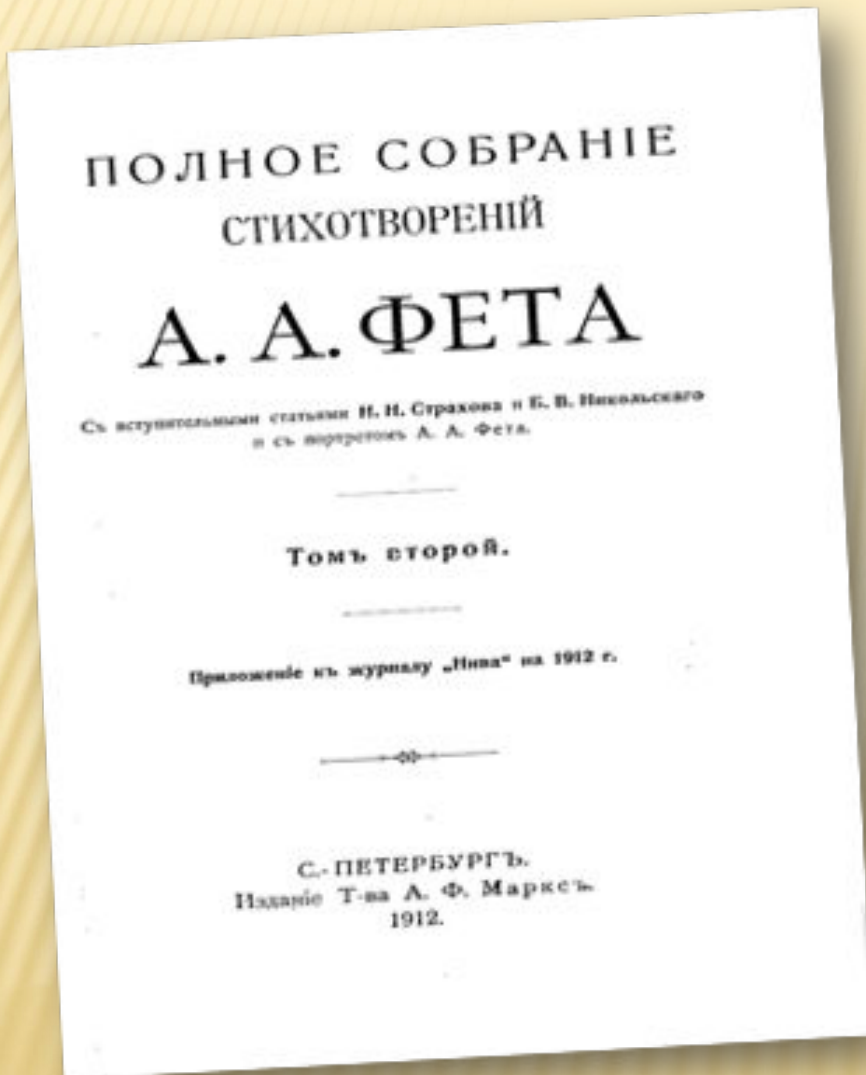 ПОЛНОЕ СОБРАНІЕ
СТИХОТВОРЕНІЙ
А. А. ФЕТА
Съ вступительными статьями Н. Н. Страхова и Б. В. Никольскаго
и съ портретомъ А. А. Фета.
Томъ второй.
Приложеніе къ журналу „Нива“ на 1912 г.
С.-ПЕТЕРБУРГЪ.
Изданіе Т-ва А. Ф. Марксъ.
1912.